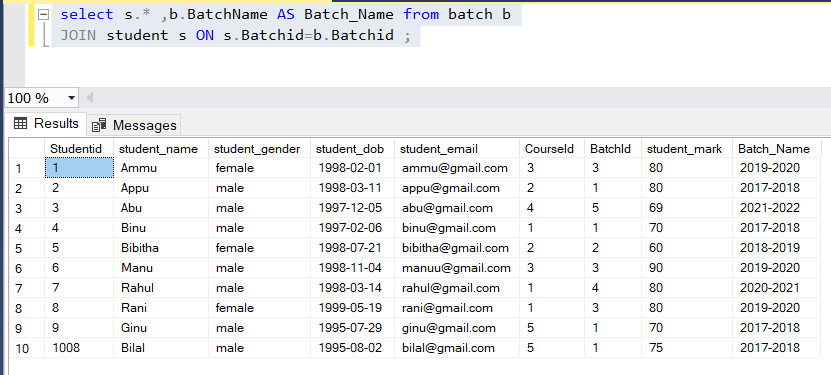 select s.* ,b.BatchName AS Batch_Name from batch b
JOIN student s ON s.Batchid=b.Batchid ;
100 %
Results Messages
Studentid student_name student_gender student_dob student_email CourseId BatchId student_mark Batch_Name
1 1 Ammu female 1998-02-01 ammu@gmail.com 3 3 80 2019-2020
2 2 Appu male 1998-03-11 appu@gmail.com 2 1 80 2017-2018
3 3 Abu male 1997-12-05 abu@gmail.com 4 5 69 2021-2022
4 4 Binu male 1997-02-06 binu@gmail.com 1 1 70 2017-2018
5 5 Bibitha female 1998-07-21 bibitha@gmail.com 2 2 60 2018-2019
6 6 Manu male 1998-11-04 manuu@gmail.com 3 3 90 2019-2020
7 7 Rahul male 1998-03-14 rahul@gmail.com 1 4 80 2020-2021
8 8 Rani female 1999-05-19 rani@gmail.com 1 3 80 2019-2020
9 9 Ginu male 1995-07-29 ginu@gmail.com 5 1 70 2017-2018
10 1008 Bilal male 1995-08-02 bilal@gmail.com 5 1 75 2017-2018